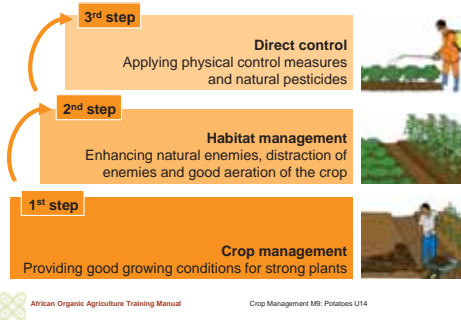 3rd step
Direct control
Applying physical control measures
and natural pesticides
2nd step
Habitat management
Enhancing natural enemies, distraction of
enemies and good aeration of the crop
1st step
Crop management
Providing good growing conditions for strong plants
African Organic Agriculture Training Manual
Crop Management M9: Potatoes U14